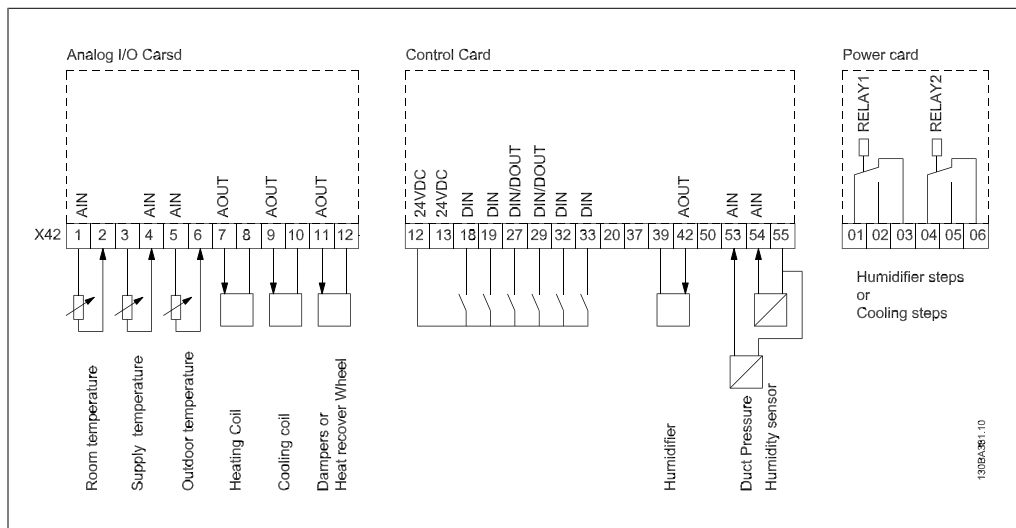 Analog I/O Carsd
Control Card
Power card
AIN
AIN
AIN
AOUT
AOUT
AOUT
24VDC
24VDC
DIN
DIN
DIN/DOUT
DIN/DOUT
DIN
DIN
AOUT
AIN
AIN
RELAY1
RELAY2
X42
1 2 3 4 5 6 7 8 9 10 11 12
12 13 18 19 27 29 32 33 20 37 39 42 50 53 54 55
01 02 03 04 05 06
Humidifier steps
or
Cooling steps
Room temperature
Supply temperature
Outdoor temperature
Heating Coil
Cooling coil
Dampers or
Heat recover Wheel
Humidifier
Duct Pressure
Humidity sensor
130BA381.10